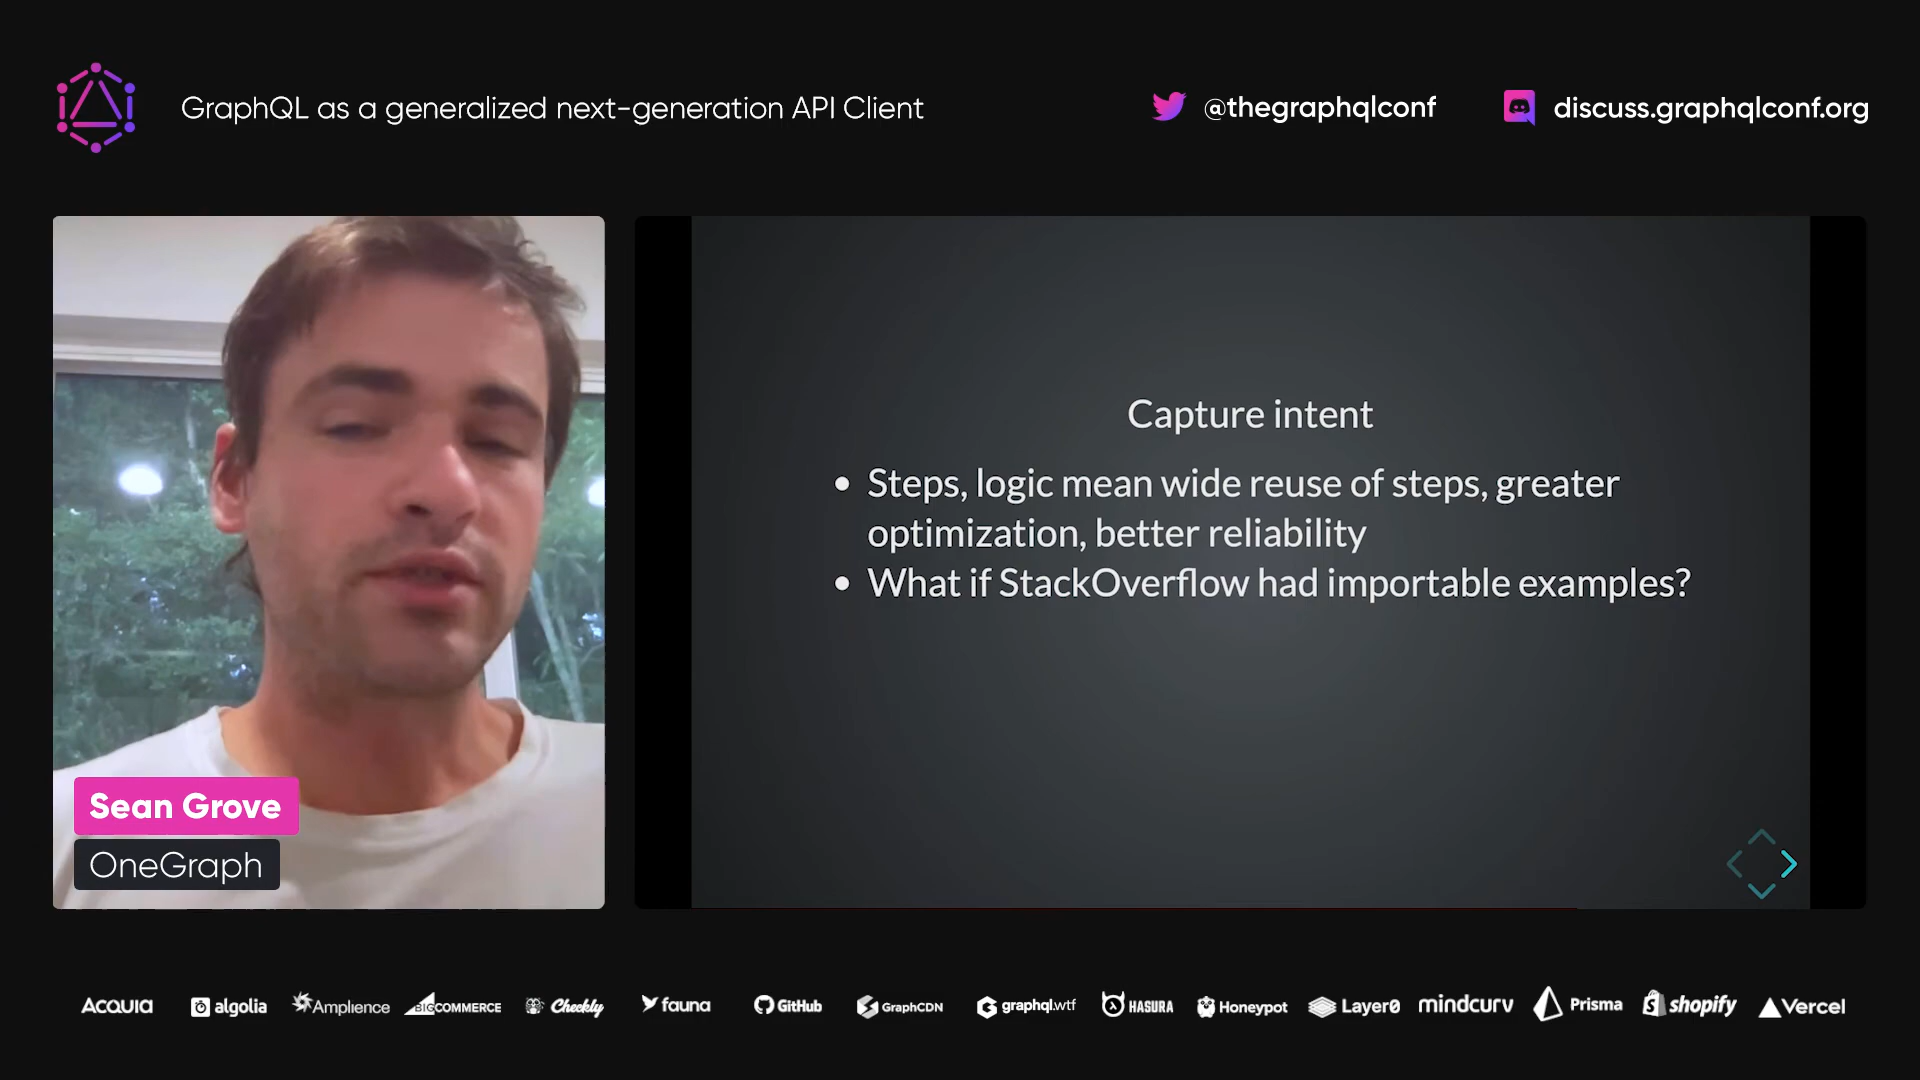 GraphQL as a generalized next-generation API Client
@thegraphqlconf
discuss.graphqlconf.org
Capture intent
• Steps, logic mean wide reuse of steps, greater
optimization, better reliability
• What if StackOverflow had importable examples?
Sean Grove
OneGraph
ACQUIA
algolia
Amplience
BIGCOMMERCE
Checkly
fauna
GitHub
GraphCDN
graphql.wtf
HASURA
Honeypot
Layer0
mindcurv
Prisma
shopify
Vercel